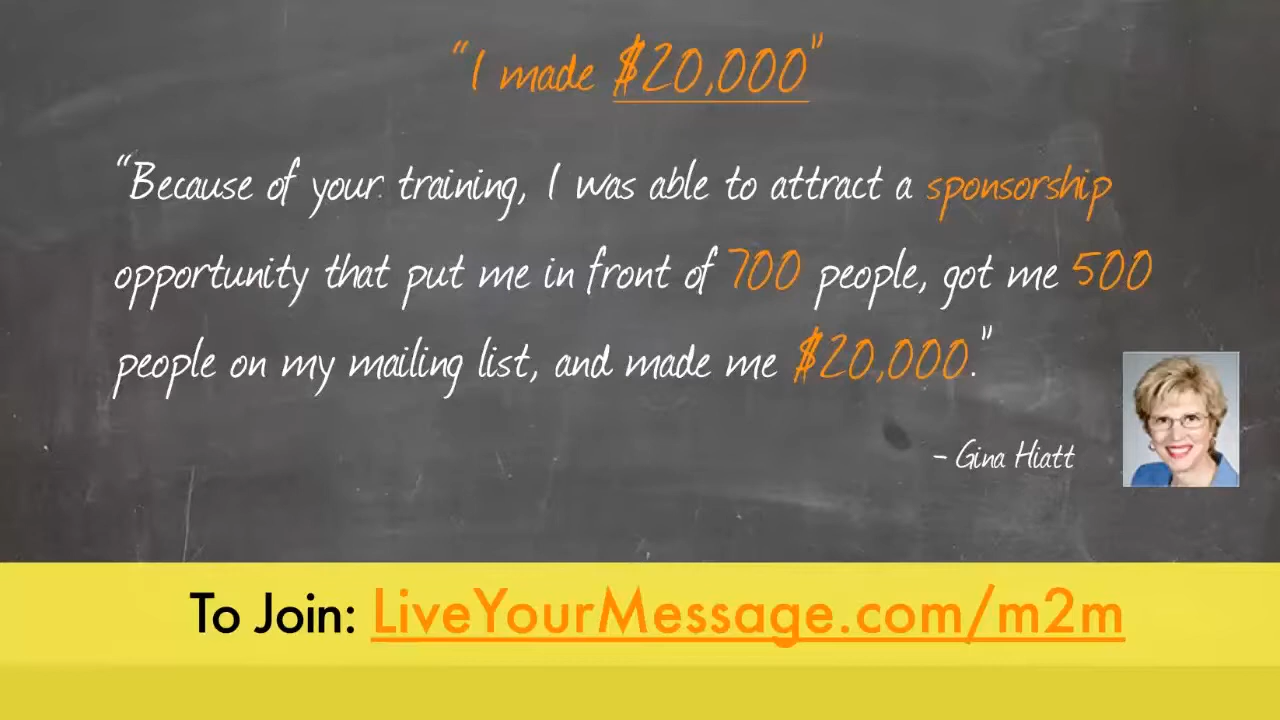 “I made $20,000”
“Because of your training, I was able to attract a sponsorship
opportunity that put me in front of 700 people, got me 500
people on my mailing list, and made me $20,000.”
– Gina Hiatt
To Join: LiveYourMessage.com/m2m